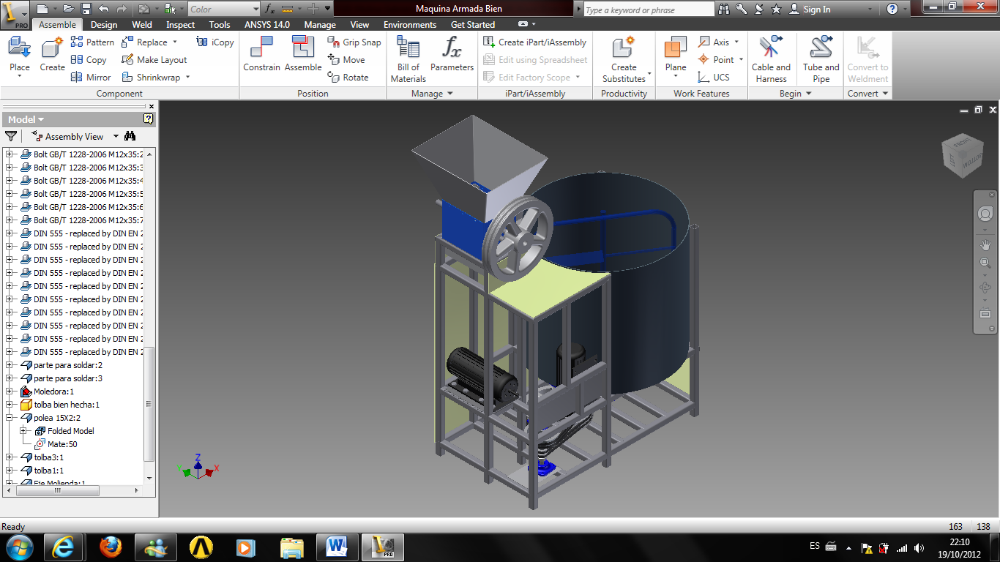 Color
Maquina Armada Bien
Type a keyword or phrase
Sign In
PRO
Assemble Design Weld Inspect Tools ANSYS 14.0 Manage View Environments Get Started
Place
Create
Pattern
Copy
Mirror
Replace
Make Layout
Shrinkwrap
iCopy
Component
Constrain
Assemble
Grip Snap
Move
Rotate
Position
Bill of
Materials
Parameters
Manage
Create iPart/iAssembly
Edit using Spreadsheet
Edit Factory Scope
iPart/iAssembly
Create
Substitutes
Productivity
Plane
Axis
Point
UCS
Work Features
Cable and
Harness
Tube and
Pipe
Begin
Convert to
Weldment
Convert
Model
Assembly View
Bolt GB/T 1228-2006 M12x35:2
Bolt GB/T 1228-2006 M12x35:3
Bolt GB/T 1228-2006 M12x35:4
Bolt GB/T 1228-2006 M12x35:5
Bolt GB/T 1228-2006 M12x35:6
Bolt GB/T 1228-2006 M12x35:7
DIN 555 - replaced by DIN EN 2
DIN 555 - replaced by DIN EN 2
DIN 555 - replaced by DIN EN 2
DIN 555 - replaced by DIN EN 2
DIN 555 - replaced by DIN EN 2
DIN 555 - replaced by DIN EN 2
DIN 555 - replaced by DIN EN 2
DIN 555 - replaced by DIN EN 2
DIN 555 - replaced by DIN EN 2
DIN 555 - replaced by DIN EN 2
parte para soldar:2
parte para soldar:3
Moledora:1
tolba bien hecha:1
polea 15X2:2
Folded Model
Mate:50
tolba3:1
tolba1:1
Eje Molienda:1
FRONT
BOTTOM
Z
Y
X
Ready
163 138
PRO
ES
22:10
19/10/2012